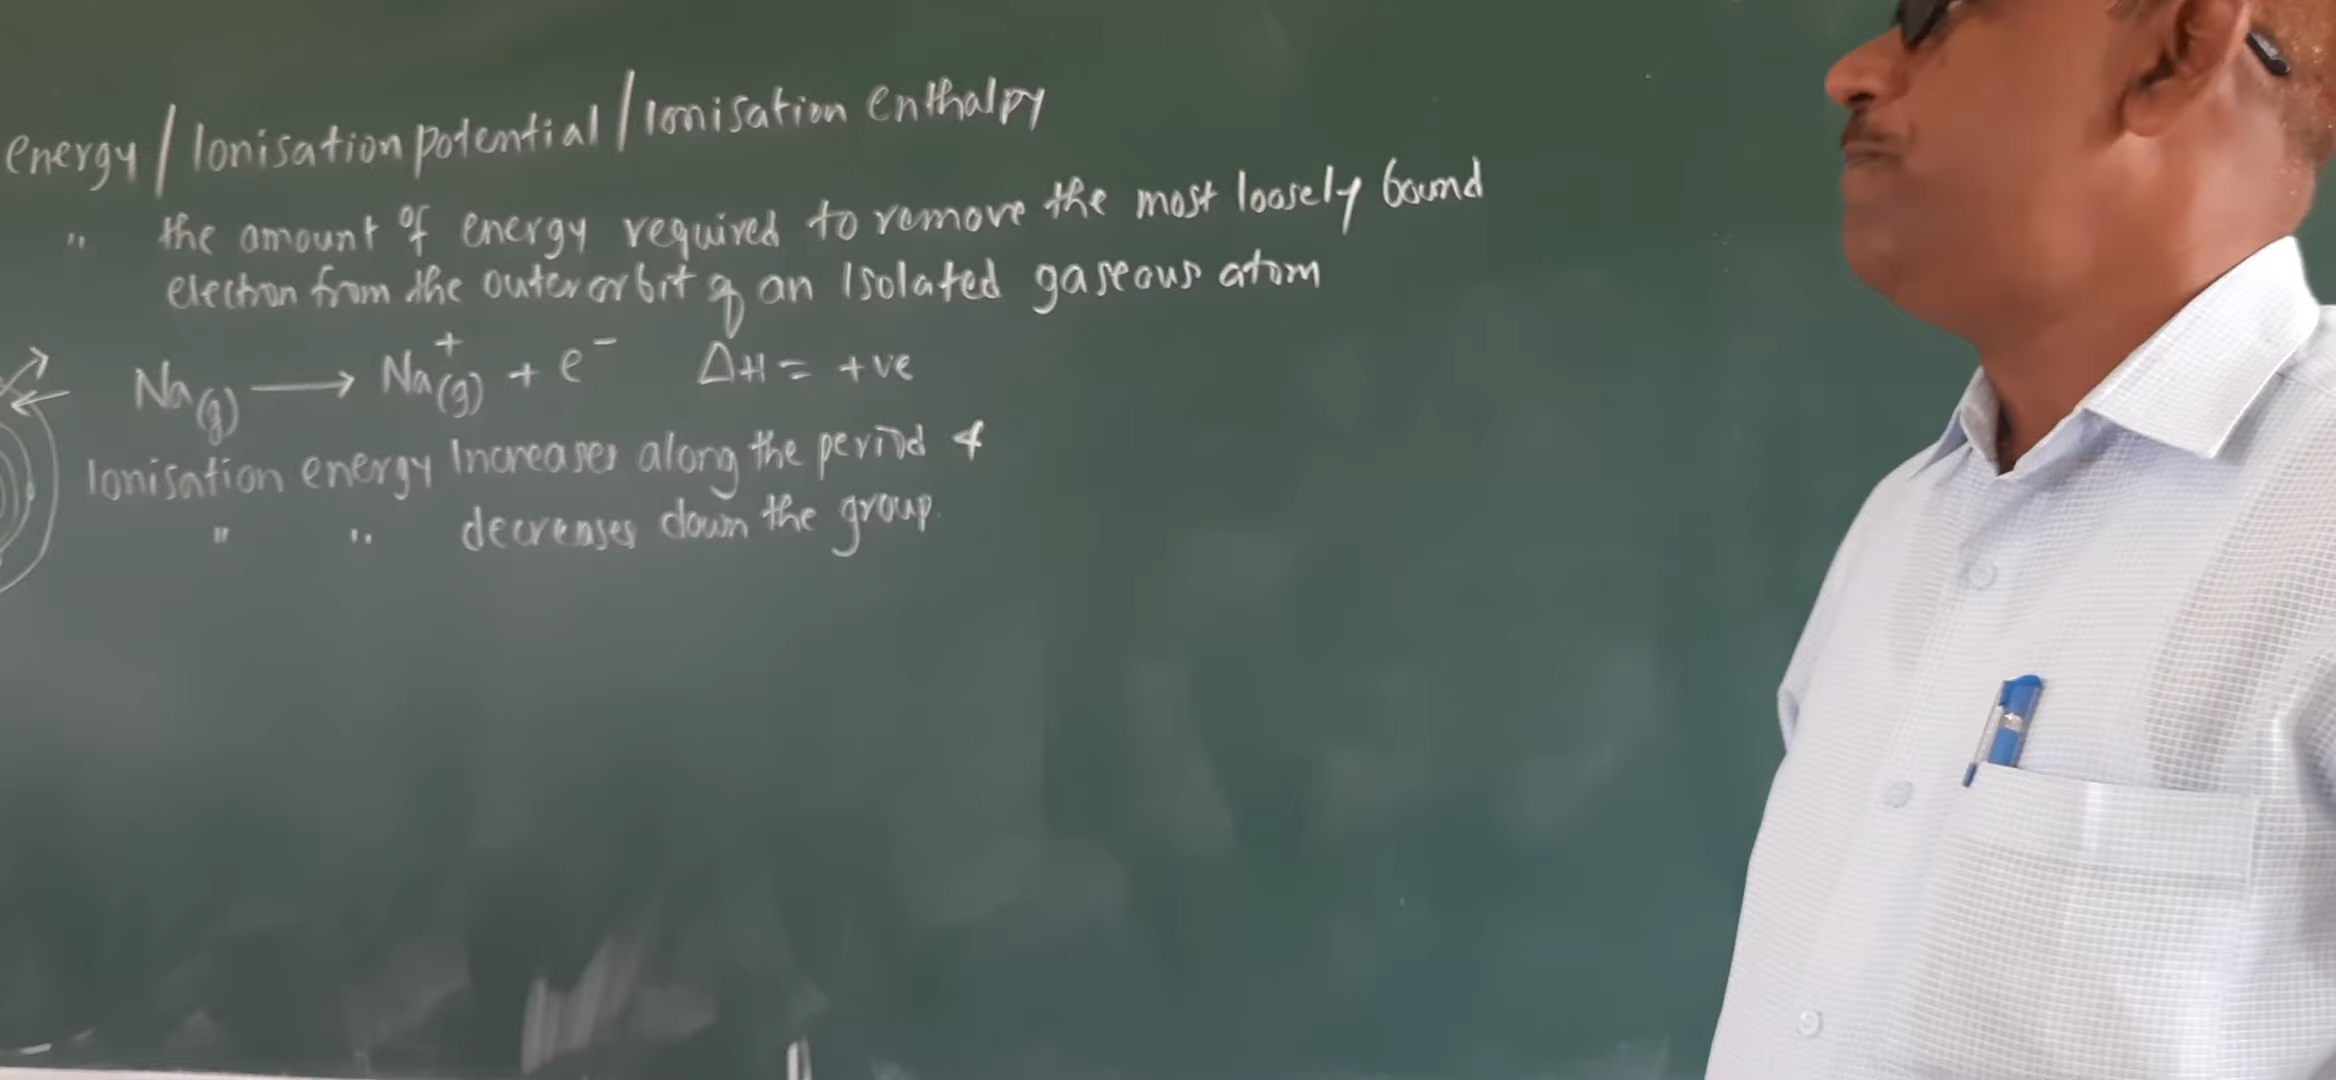 energy / Ionisation potential / Ionisation enthalpy
" the amount of energy required to remove the most loosely bound
electron from the outer orbit of an Isolated gaseous atom
Na(g) ⟶ Na⁺(g) + e⁻ ΔH = +ve
Ionisation energy Increases along the period &
" " decreases down the group.